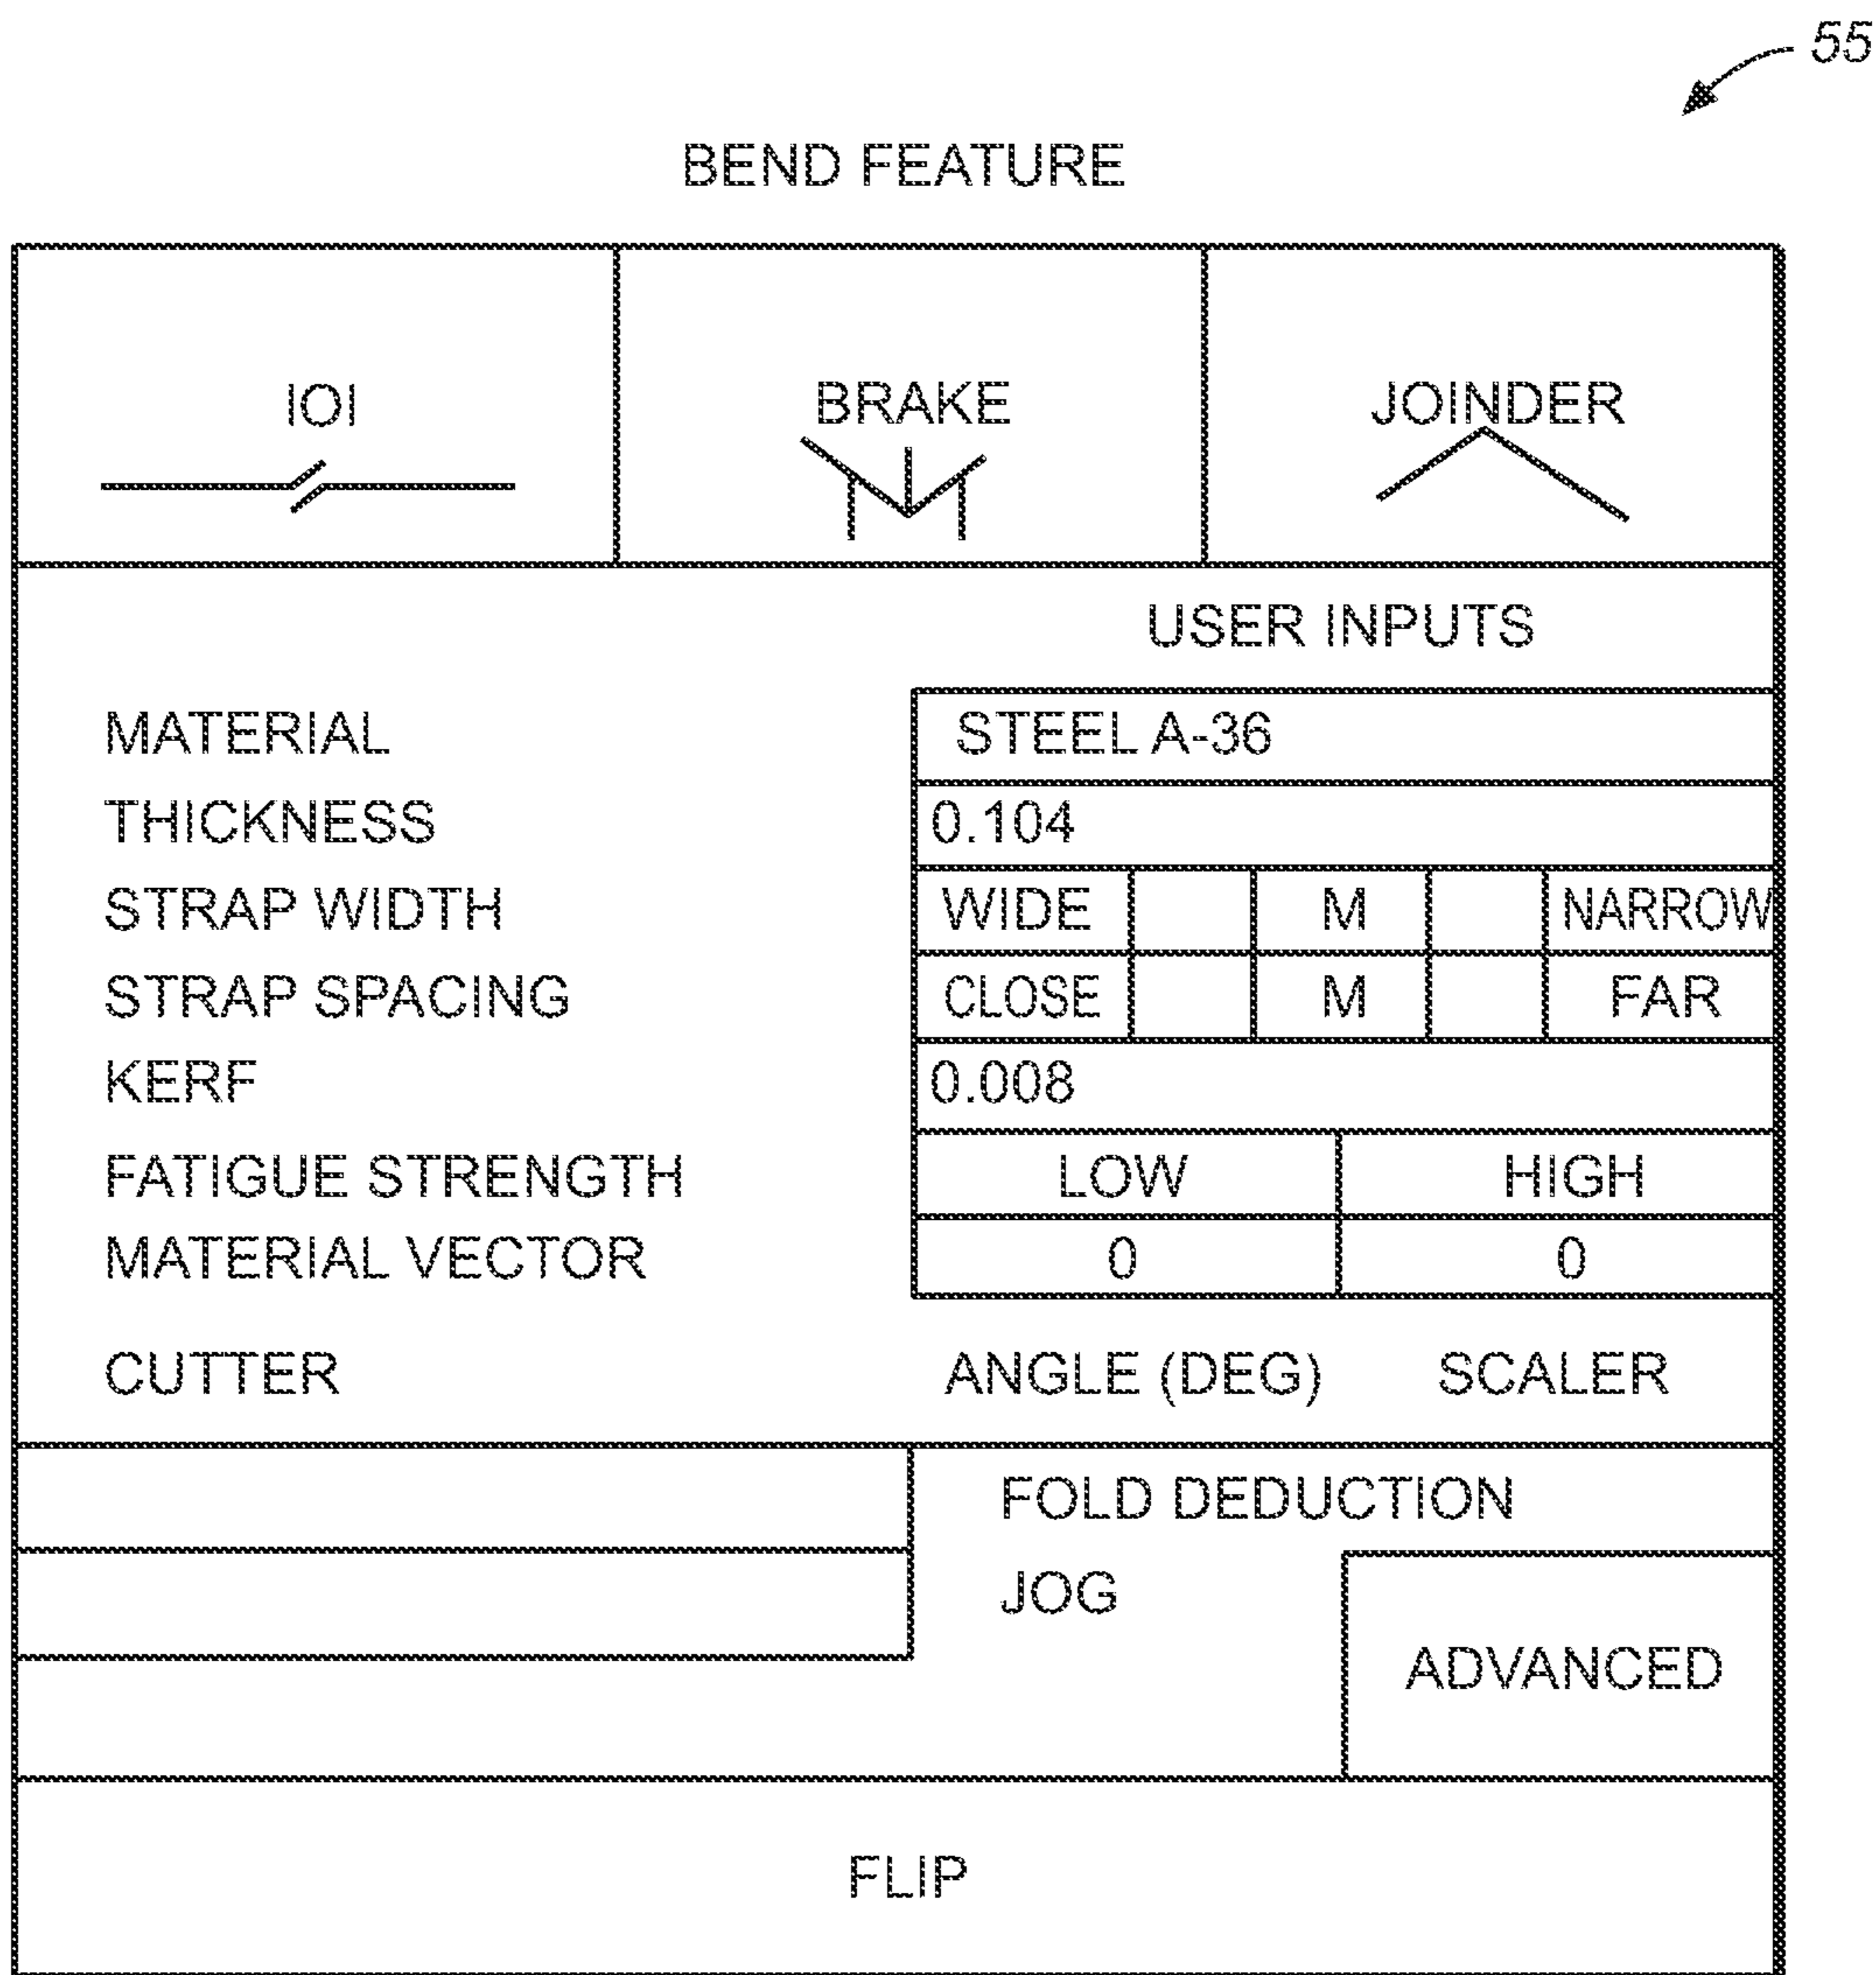 55
BEND FEATURE
IOI BRAKE JOINDER
USER INPUTS
MATERIAL STEEL A-36
THICKNESS 0.104
STRAP WIDTH WIDE M NARROW
STRAP SPACING CLOSE M FAR
KERF 0.008
FATIGUE STRENGTH LOW HIGH
MATERIAL VECTOR 0 0
CUTTER ANGLE (DEG) SCALER
FOLD DEDUCTION
JOG
ADVANCED
FLIP